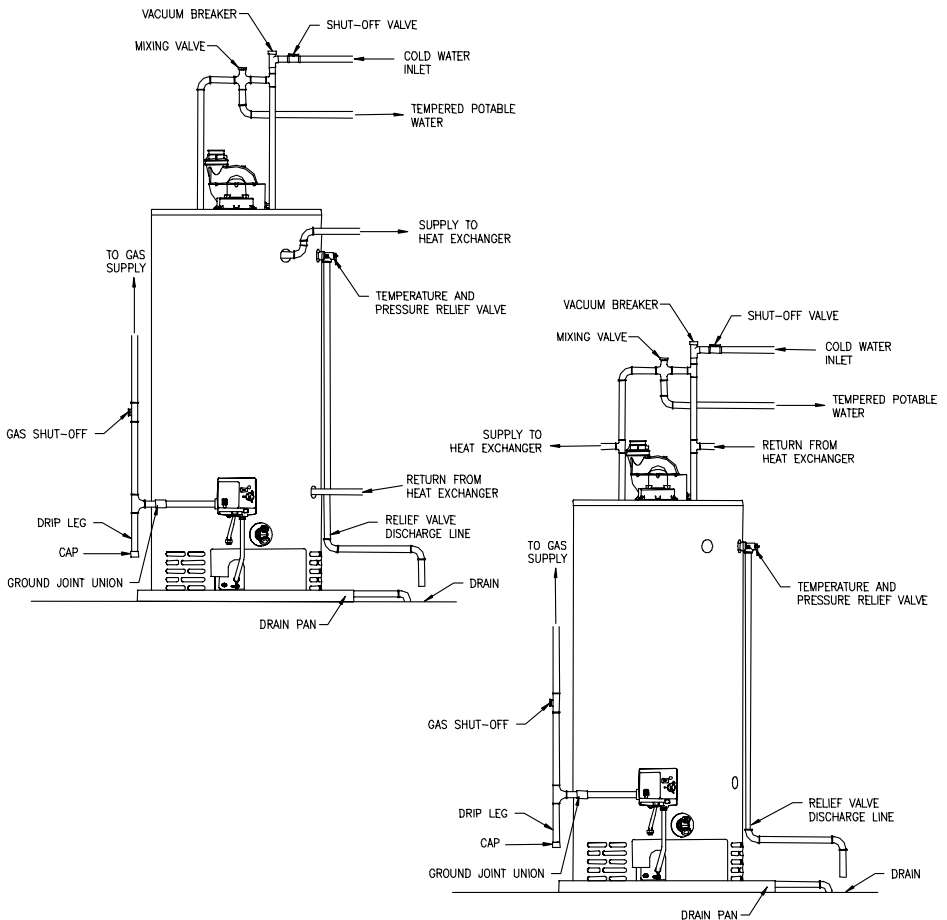 VACUUM BREAKER
SHUT-OFF VALVE
MIXING VALVE
COLD WATER
INLET
TEMPERED POTABLE
WATER
SUPPLY TO
HEAT EXCHANGER
TO GAS
SUPPLY
TEMPERATURE AND
PRESSURE RELIEF VALVE
GAS SHUT-OFF
RETURN FROM
HEAT EXCHANGER
DRIP LEG
RELIEF VALVE
DISCHARGE LINE
CAP
GROUND JOINT UNION
DRAIN
DRAIN PAN
VACUUM BREAKER
SHUT-OFF VALVE
MIXING VALVE
COLD WATER
INLET
TEMPERED POTABLE
WATER
SUPPLY TO
HEAT EXCHANGER
RETURN FROM
HEAT EXCHANGER
TO GAS
SUPPLY
TEMPERATURE AND
PRESSURE RELIEF VALVE
GAS SHUT-OFF
DRIP LEG
RELIEF VALVE
DISCHARGE LINE
CAP
GROUND JOINT UNION
DRAIN
DRAIN PAN